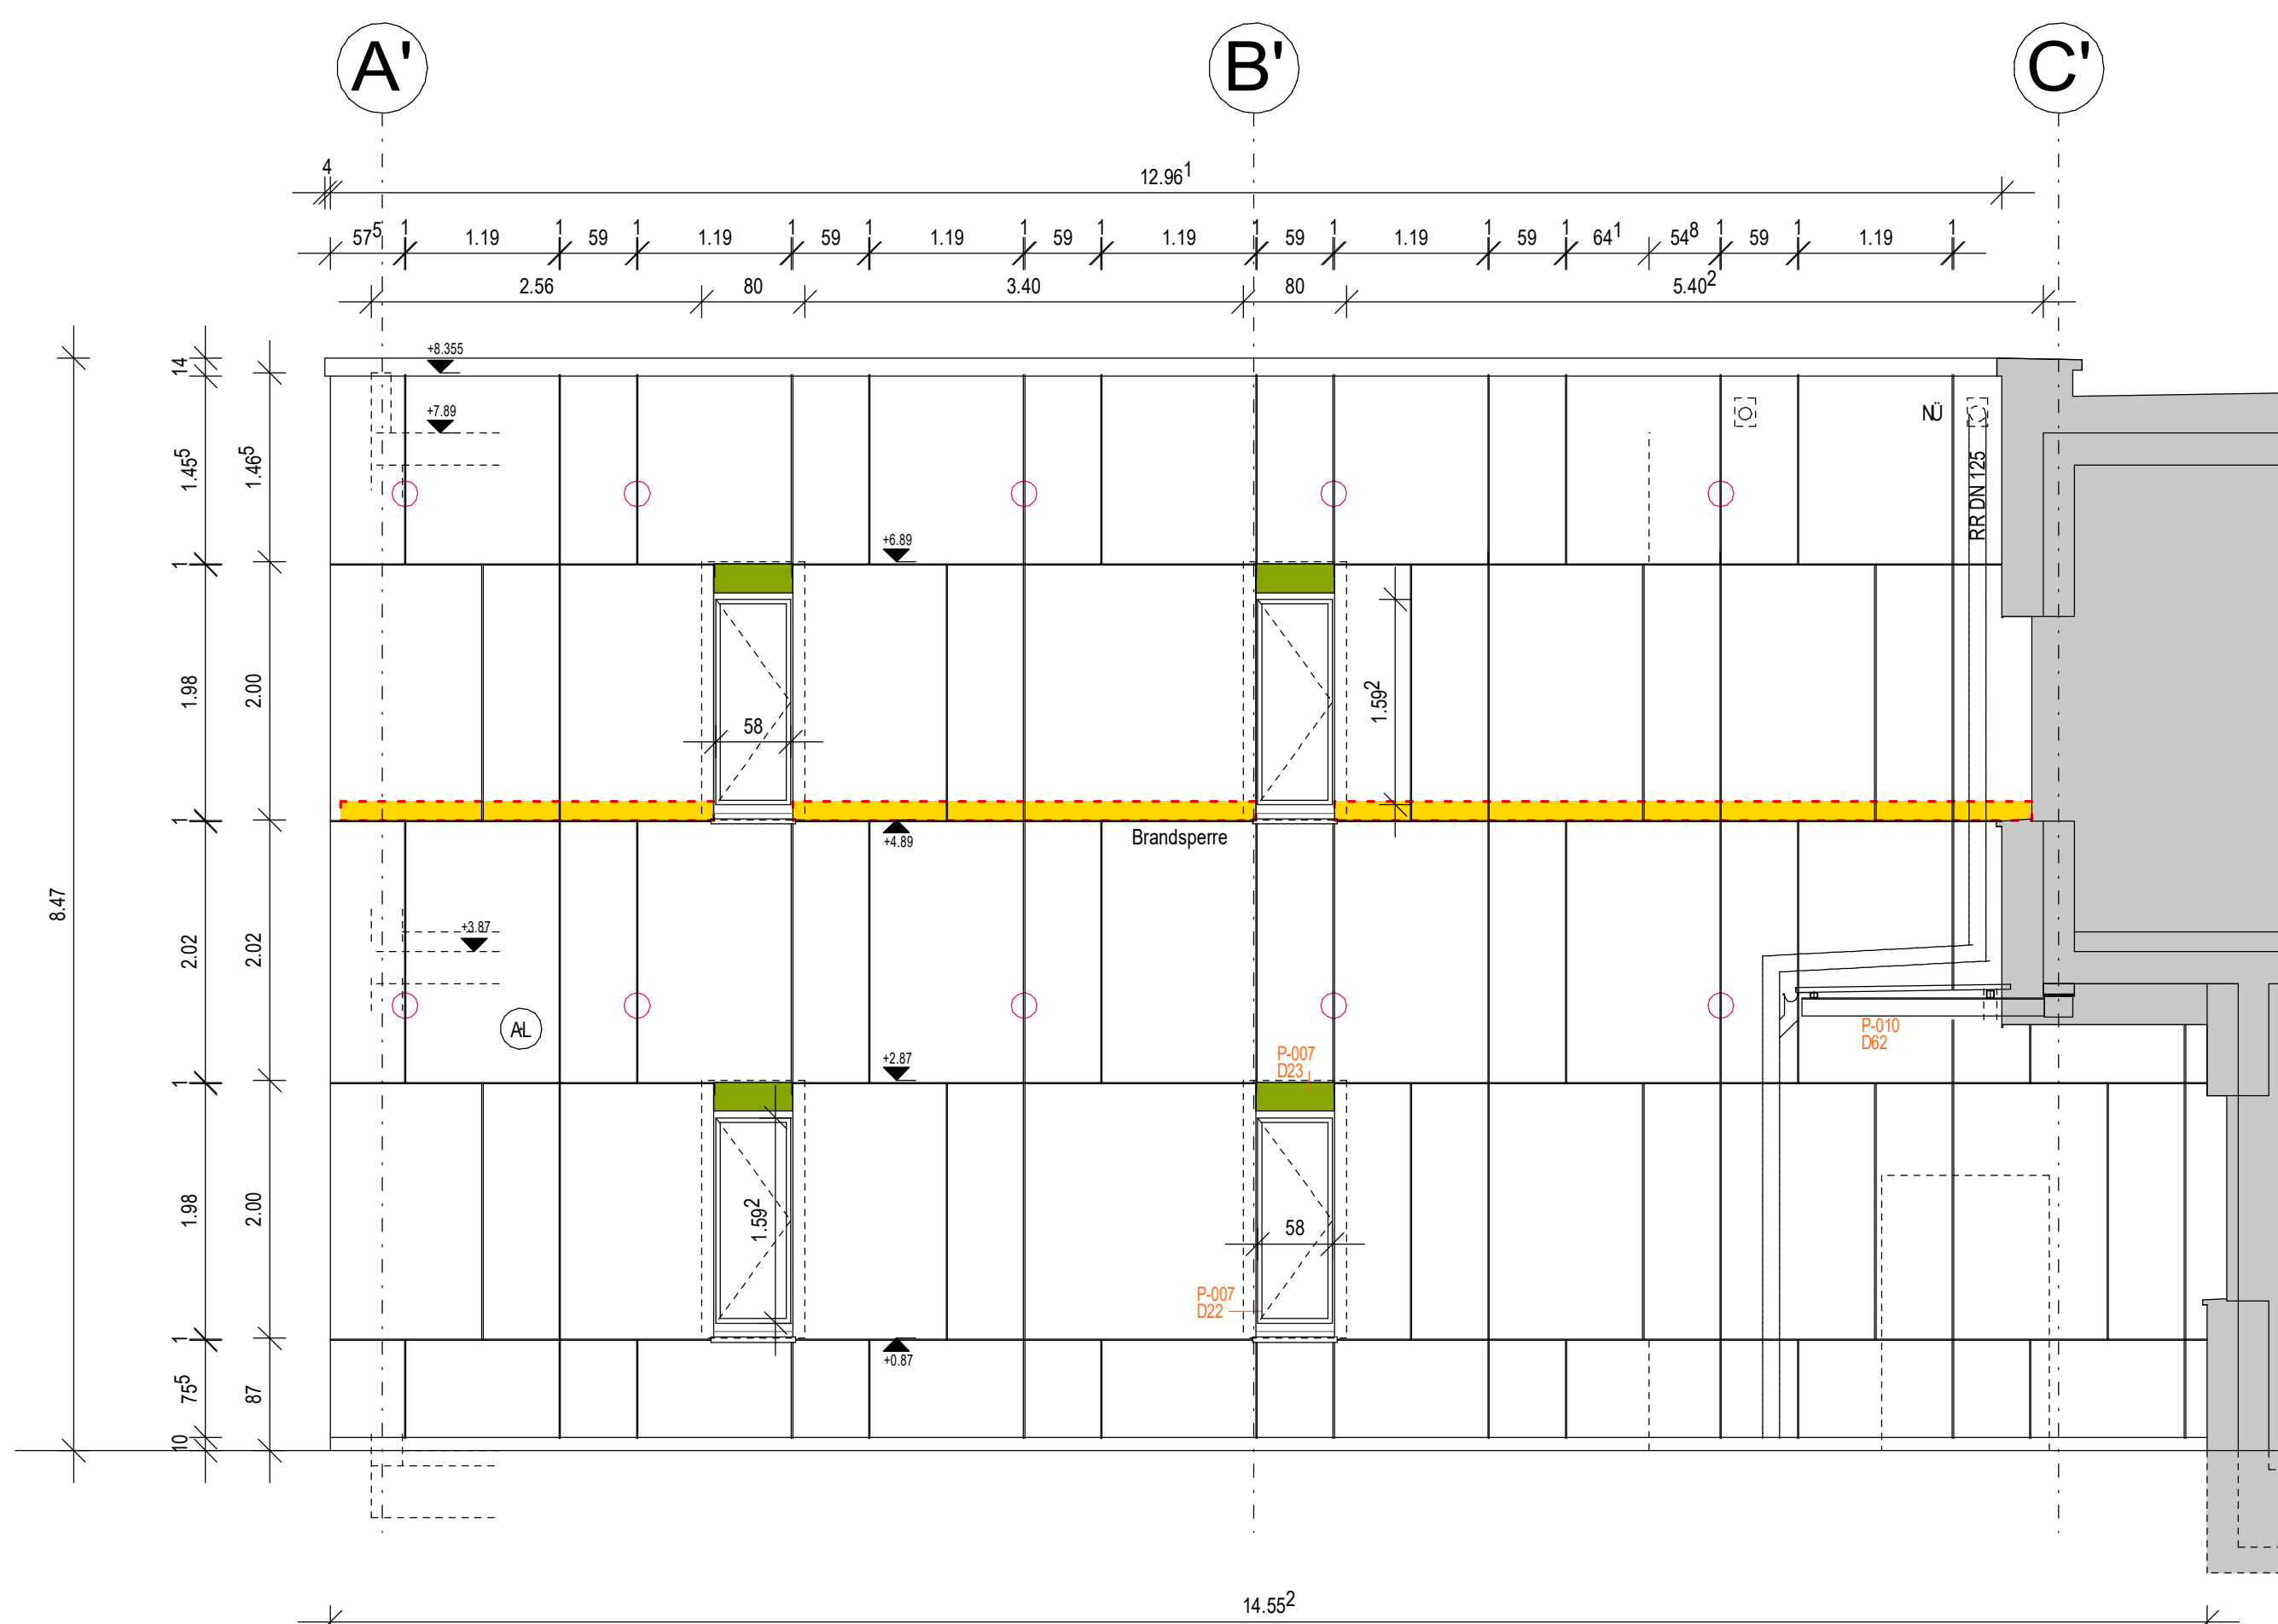 A' B' C'
4 12.96¹
57⁵ 1 1.19 1 59 1 1.19 1 59 1 1.19 1 59 1 1.19 1 59 1 1.19 1 59 1 64¹ 54⁸ 1 59 1 1.19 1
2.56 80 3.40 80 5.40²
+8.355
14
+7.89
NÜ
1.45⁵ 1.46⁵
RR DN 125
+6.89
1
1.98 2.00
1.59²
58
1
+4.89
Brandsperre
8.47
2.02 2.02
+3.87
AL
P-010
D62
P-007
D23
+2.87
1
1.98 2.00
1.59²
58
P-007
D22
1
+0.87
75⁵ 87
10
14.55²